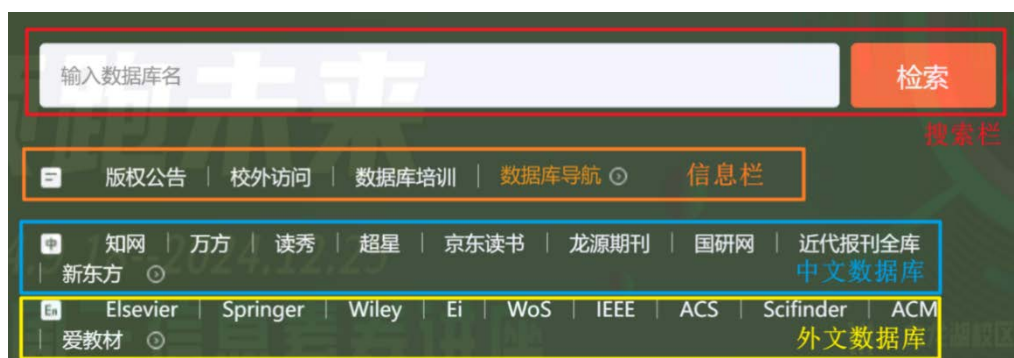 输入数据库名
检索
搜索栏
版权公告 | 校外访问 | 数据库培训 | 数据库导航
信息栏
中 知网 | 万方 | 读秀 | 超星 | 京东读书 | 龙源期刊 | 国研网 | 近代报刊全库
| 新东方
中文数据库
En Elsevier | Springer | Wiley | Ei | WoS | IEEE | ACS | Scifinder | ACM
| 爱教材
外文数据库